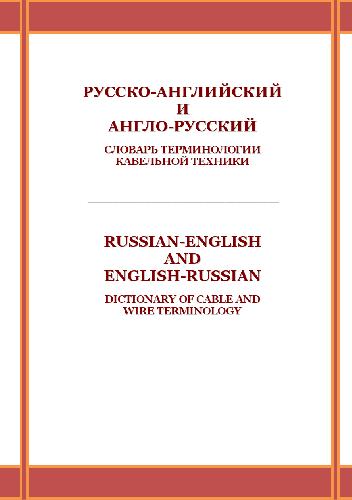 РУССКО-АНГЛИЙСКИЙ
И
АНГЛО-РУССКИЙ
СЛОВАРЬ ТЕРМИНОЛОГИИ
КАБЕЛЬНОЙ ТЕХНИКИ
RUSSIAN-ENGLISH
AND
ENGLISH-RUSSIAN
DICTIONARY OF CABLE AND
WIRE TERMINOLOGY